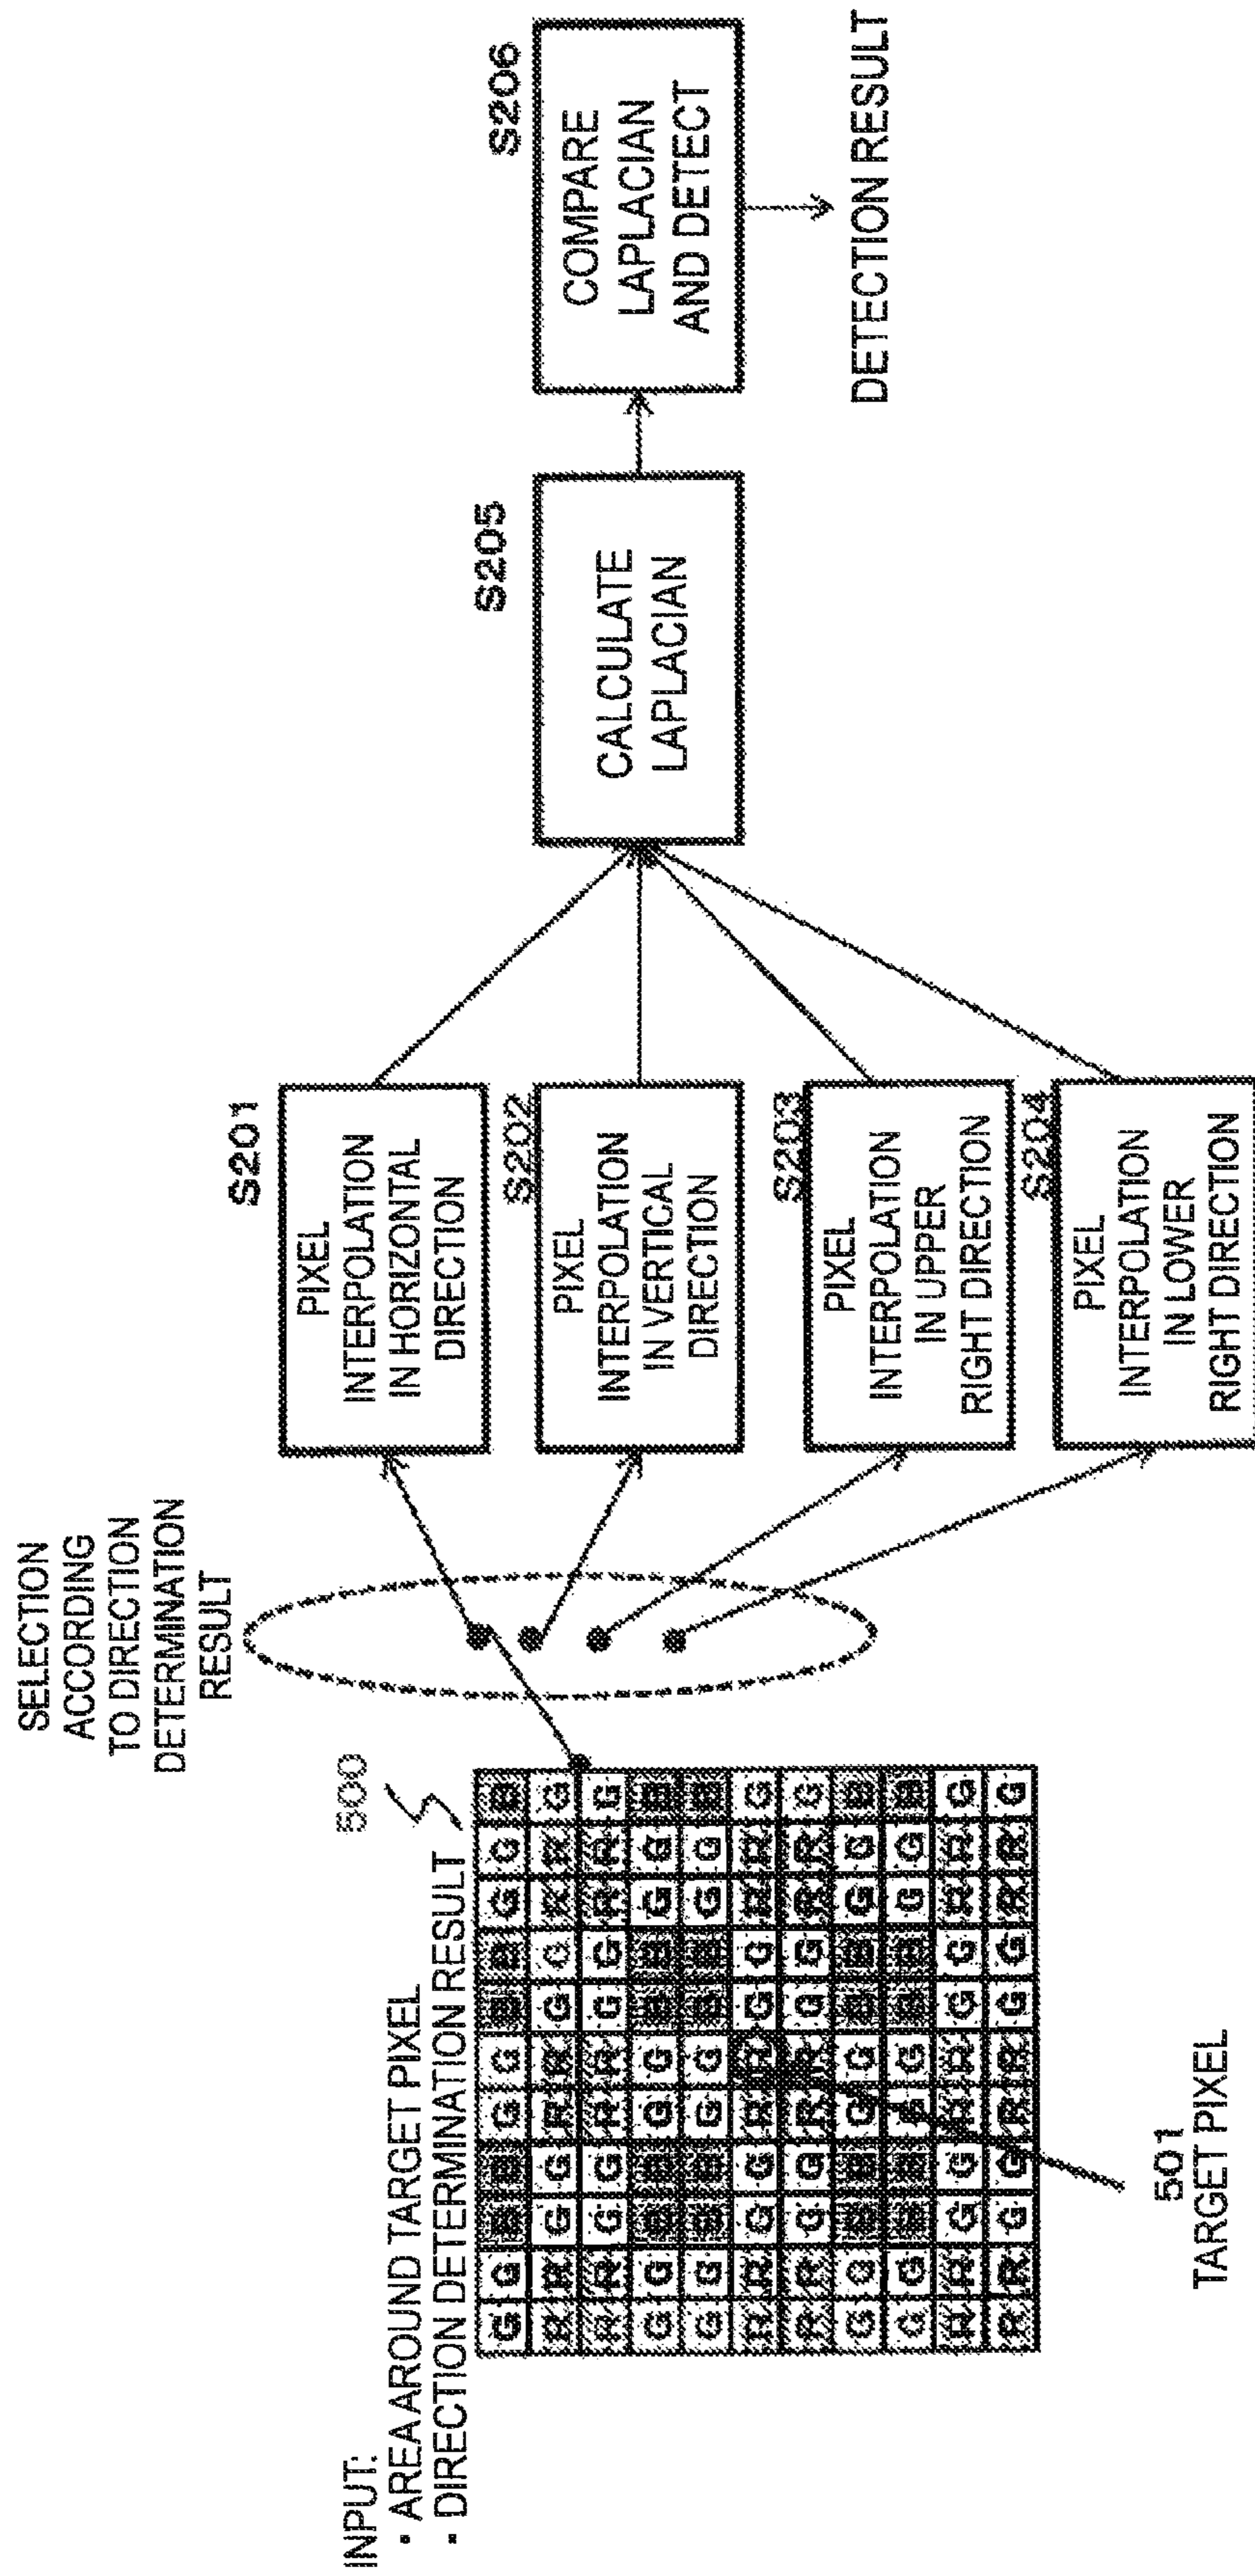 INPUT:
・AREA AROUND TARGET PIXEL
・DIRECTION DETERMINATION RESULT
500
G G B B G G B B G G B
R R G G R R G G R R G
R R G G R R G G R R G
G G B B G G B B G G B
G G B B G G B B G G B
R R G G R R G G R R G
R R G G R R G G R R G
G G B B G G B B G G B
G G B B G G B B G G B
R R G G R R G G R R G
R R G G R R G G R R G
501
TARGET PIXEL
SELECTION
ACCORDING
TO DIRECTION
DETERMINATION
RESULT
S201
PIXEL
INTERPOLATION
IN HORIZONTAL
DIRECTION
S202
PIXEL
INTERPOLATION
IN VERTICAL
DIRECTION
S203
PIXEL
INTERPOLATION
IN UPPER
RIGHT DIRECTION
S204
PIXEL
INTERPOLATION
IN LOWER
RIGHT DIRECTION
S205
CALCULATE
LAPLACIAN
S206
COMPARE
LAPLACIAN
AND DETECT
DETECTION RESULT